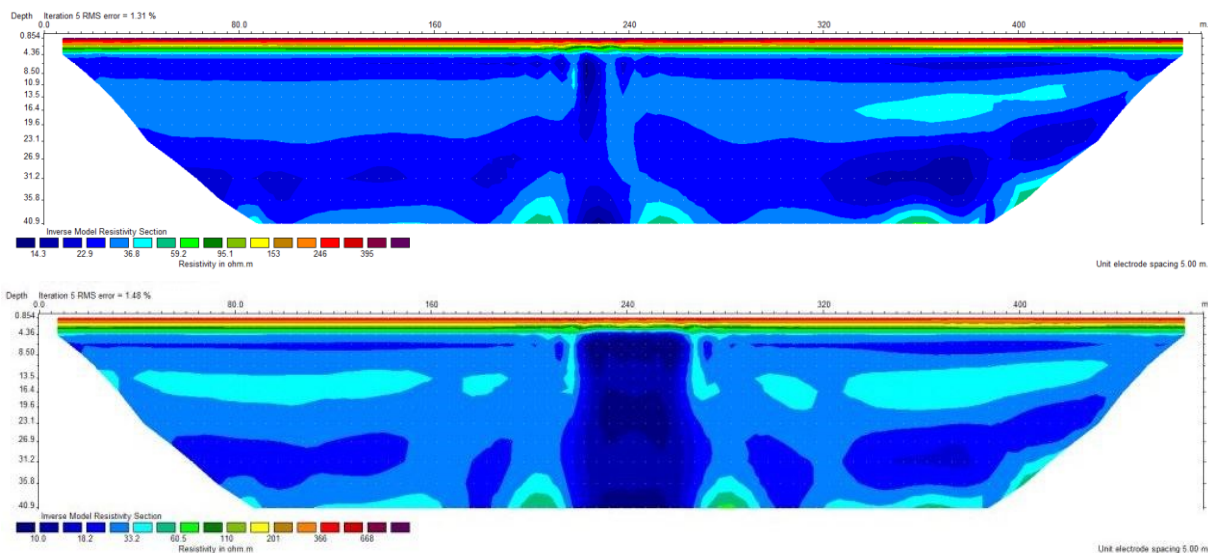 Depth Iteration 5 RMS error = 1.31 %
0.0 80.0 160 240 320 400 m.
0.854
4.36
8.50
10.9
13.5
16.4
23.1
26.9
31.2
35.8
40.9
Inverse Model Resistivity Section
14.3 22.9 36.8 59.2 95.1 153 246 395
Resistivity in ohm.m
Unit electrode spacing 5.00 m.
Depth Iteration 5 RMS error = 1.48 %
0.0 80.0 160 240 320 400 m.
0.854
4.36
8.50
13.5
16.4
23.1
26.9
31.2
35.8
40.9
Inverse Model Resistivity Section
10.0 18.2 33.2 60.5 110 201 366 668
Resistivity in ohm.m
Unit electrode spacing 5.00 m.